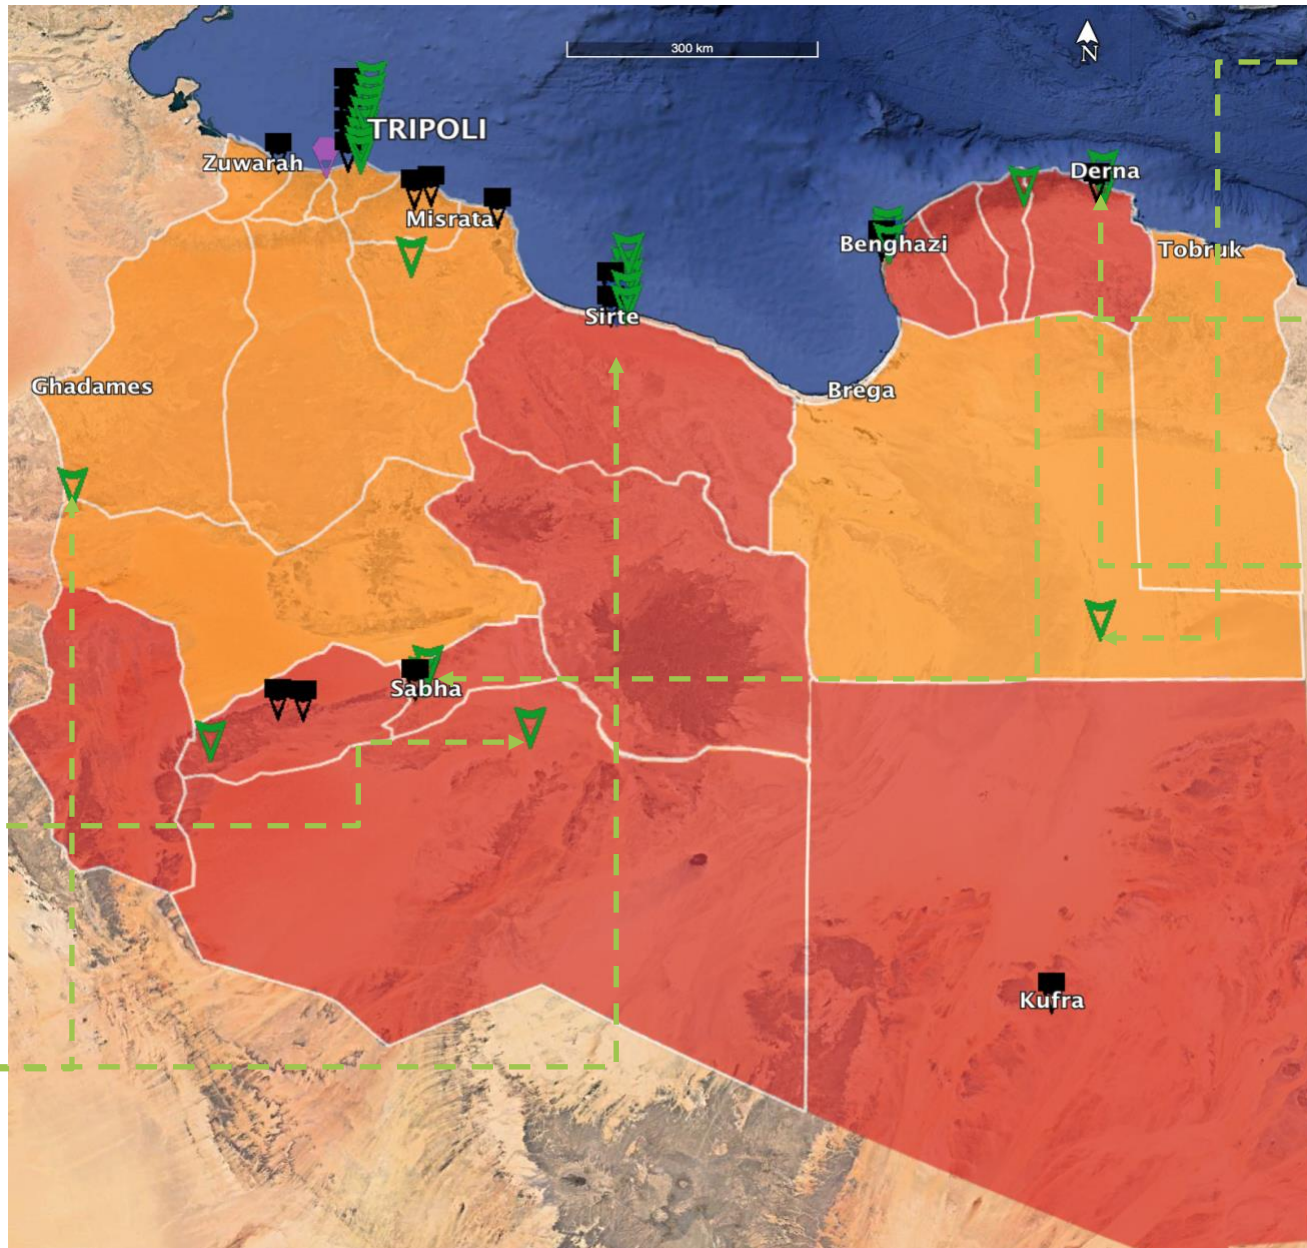 300 km
N
TRIPOLI
Zuwarah
Derna
Misrata
Benghazi
Tobruk
Sirte
Ghadames
Brega
Sabha
Kufra